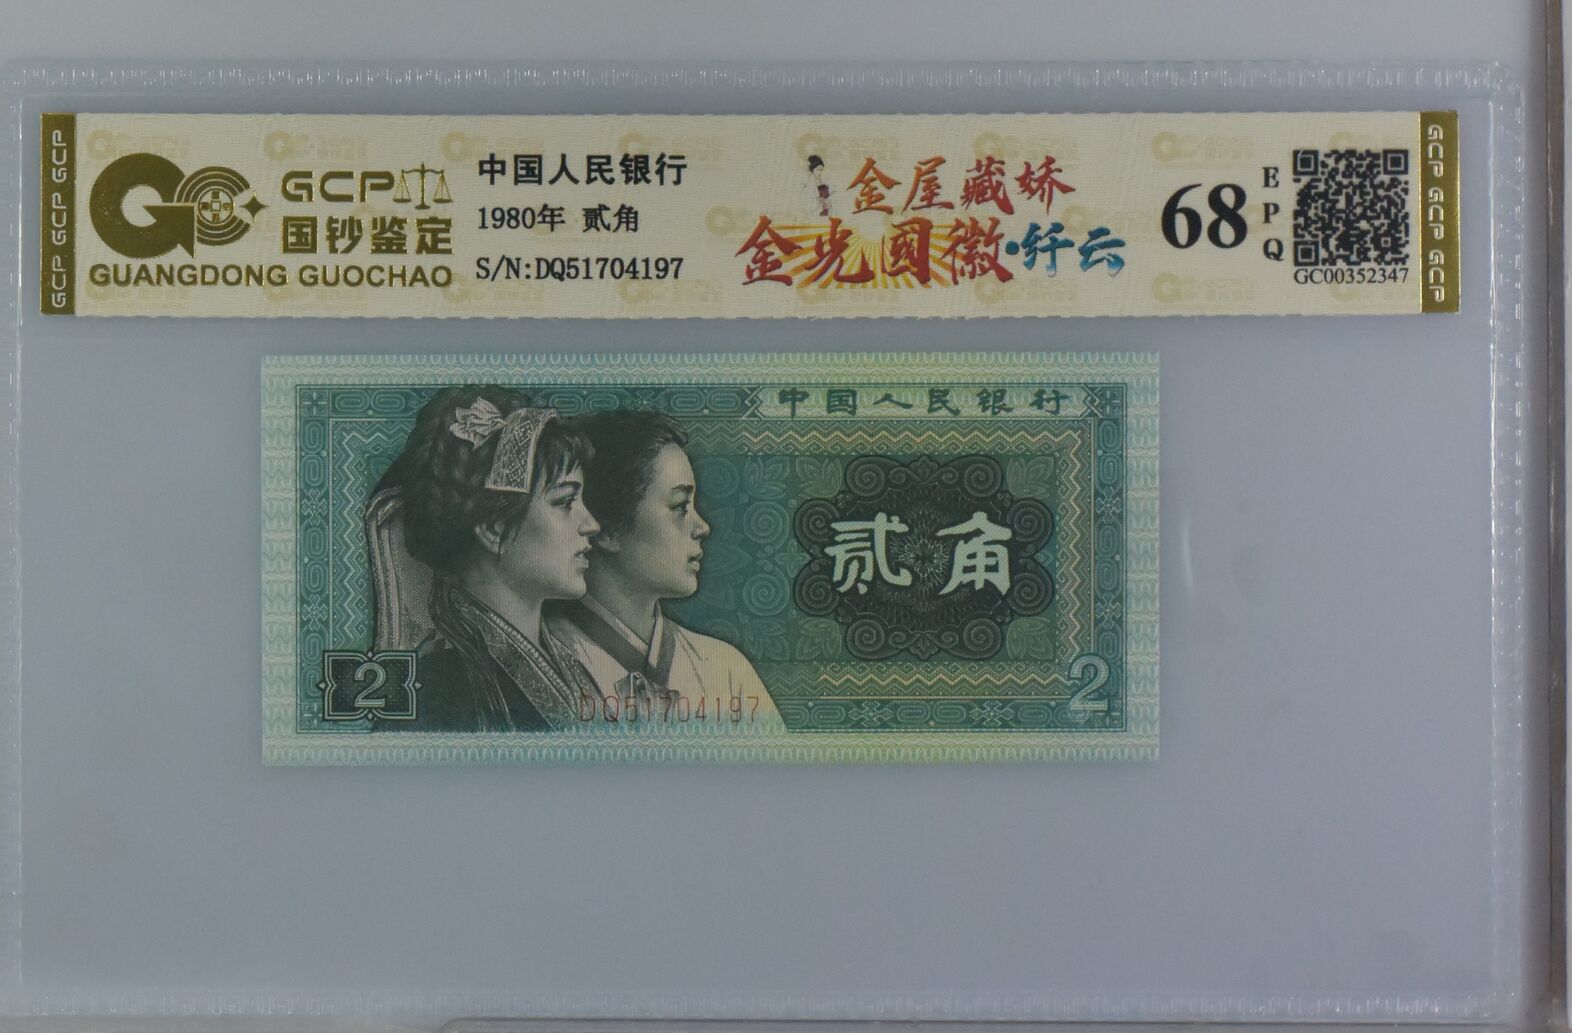 GCP GCP GCP
GCP
国钞鉴定
GUANGDONG GUOCHAO
中国人民银行
1980年 贰角
S/N:DQ51704197
金屋藏娇
金光國徽·纤云
68
EPQ
GC00352347
GCP GCP GCP
中国人民银行
贰角
2
2
DQ51704197